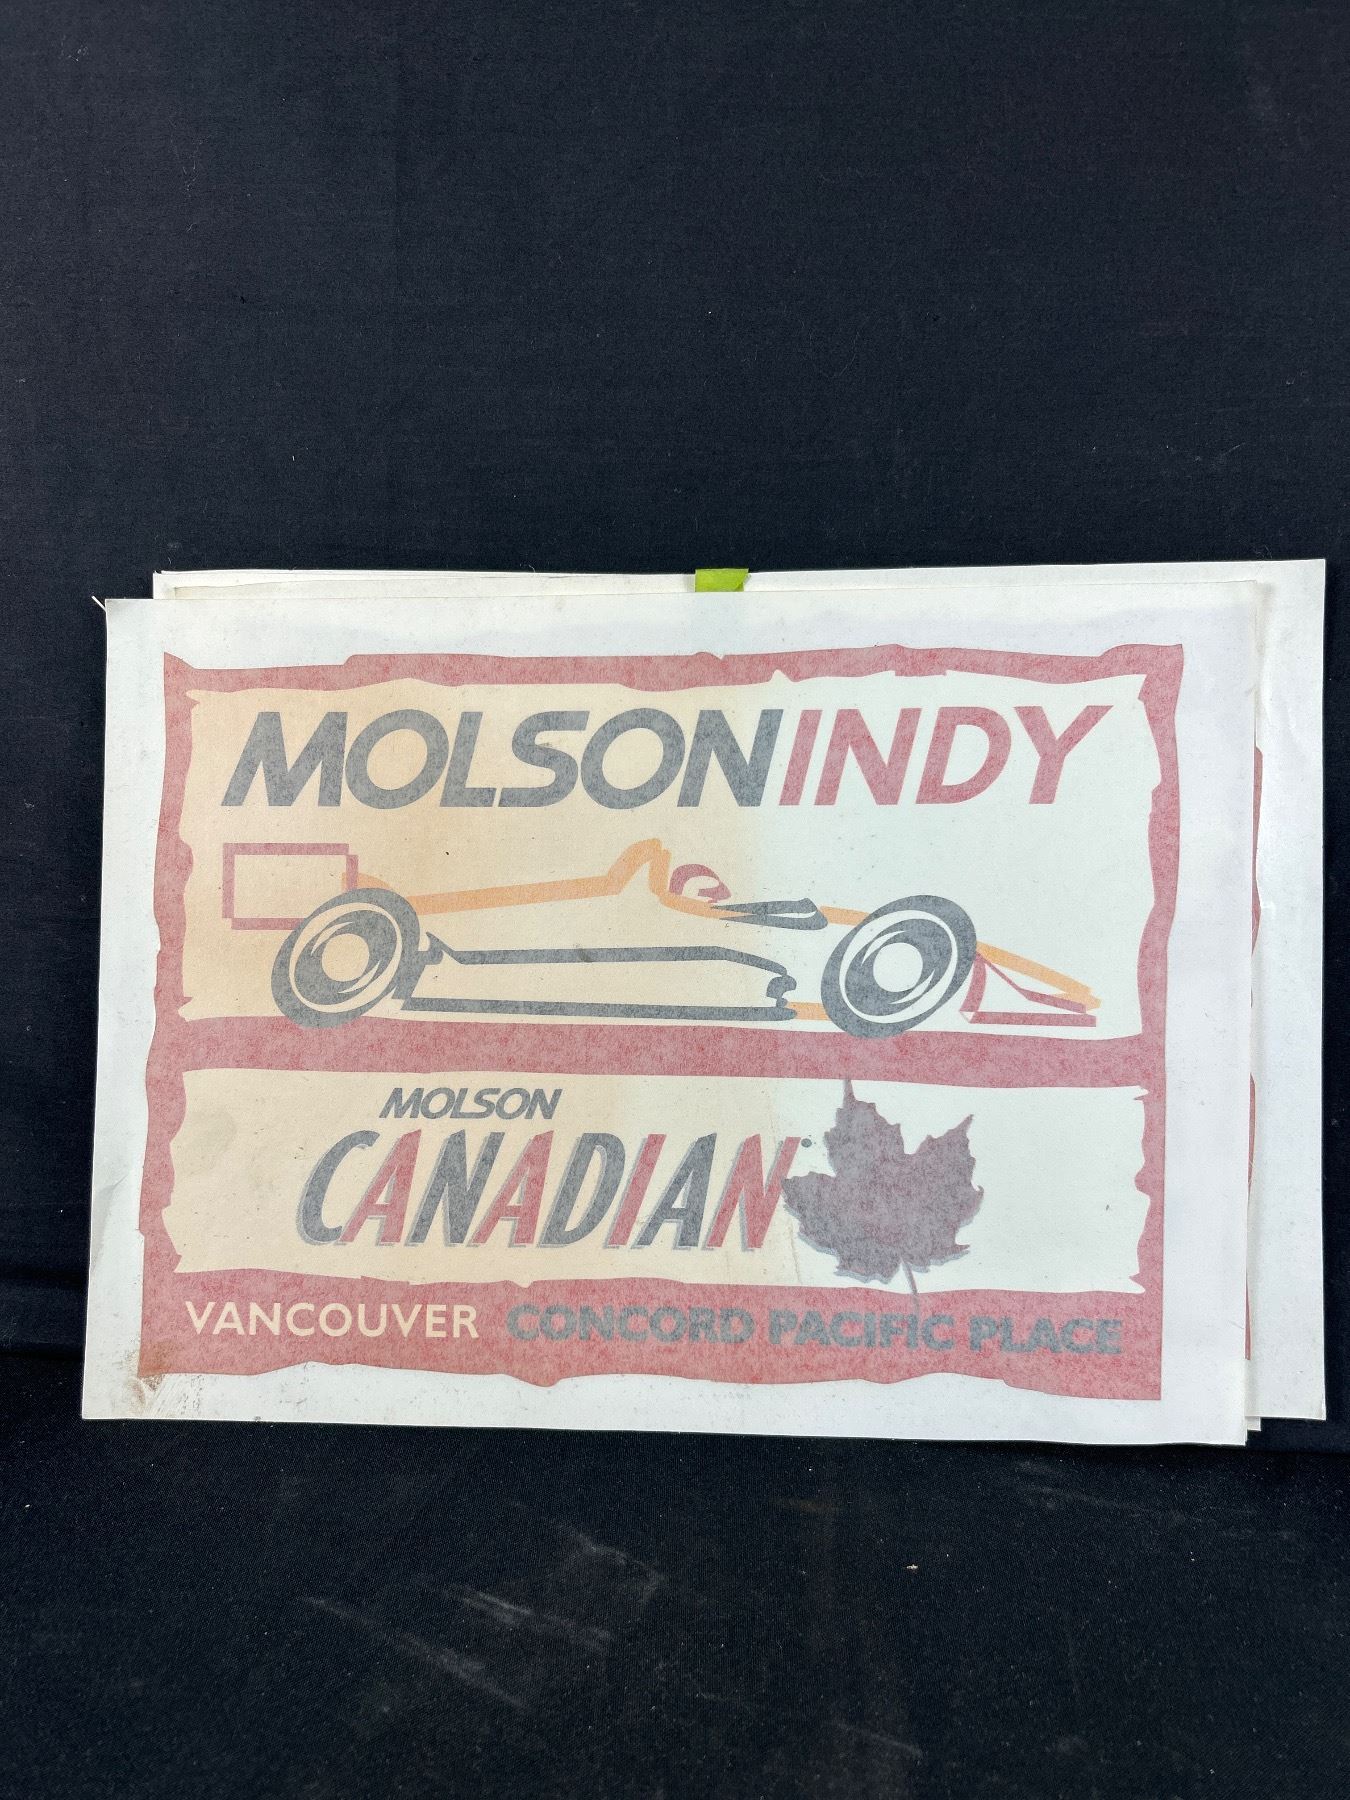 MOLSONINDY
MOLSON
CANADIAN
VANCOUVER CONCORD PACIFIC PLACE